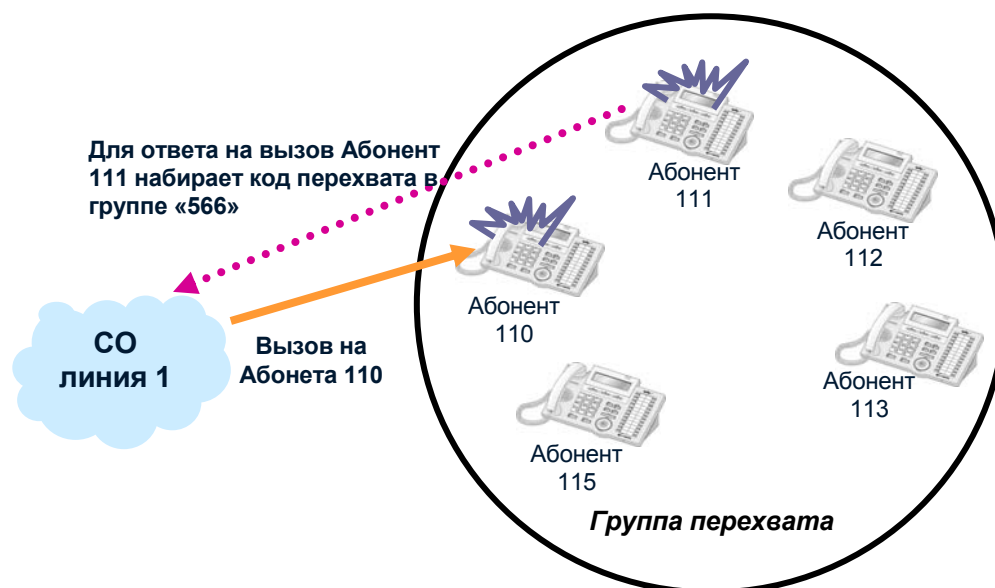 Для ответа на вызов Абонент
111 набирает код перехвата в
группе «566»
Абонент
111
Абонент
112
Абонент
110
СО
линия 1
Вызов на
Абонета 110
Абонент
113
Абонент
115
Группа перехвата